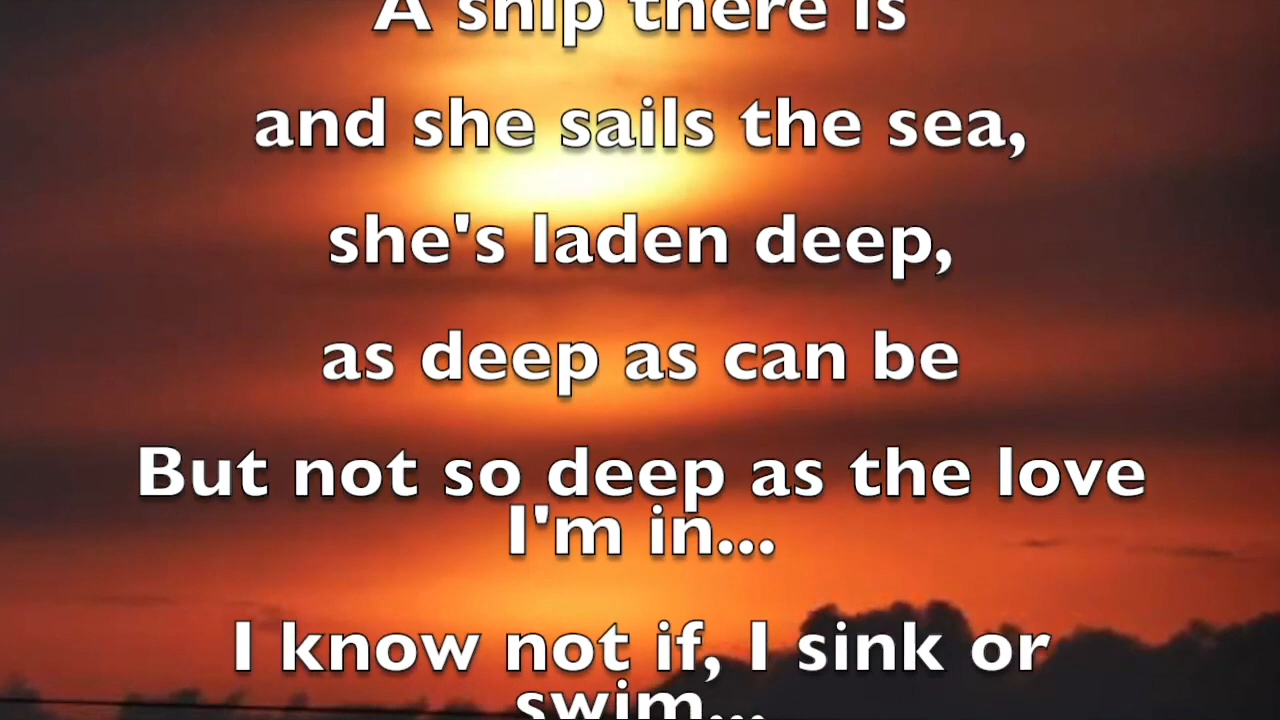 A ship there is
and she sails the sea,
she's laden deep,
as deep as can be
But not so deep as the love
I'm in...
I know not if, I sink or
swim...